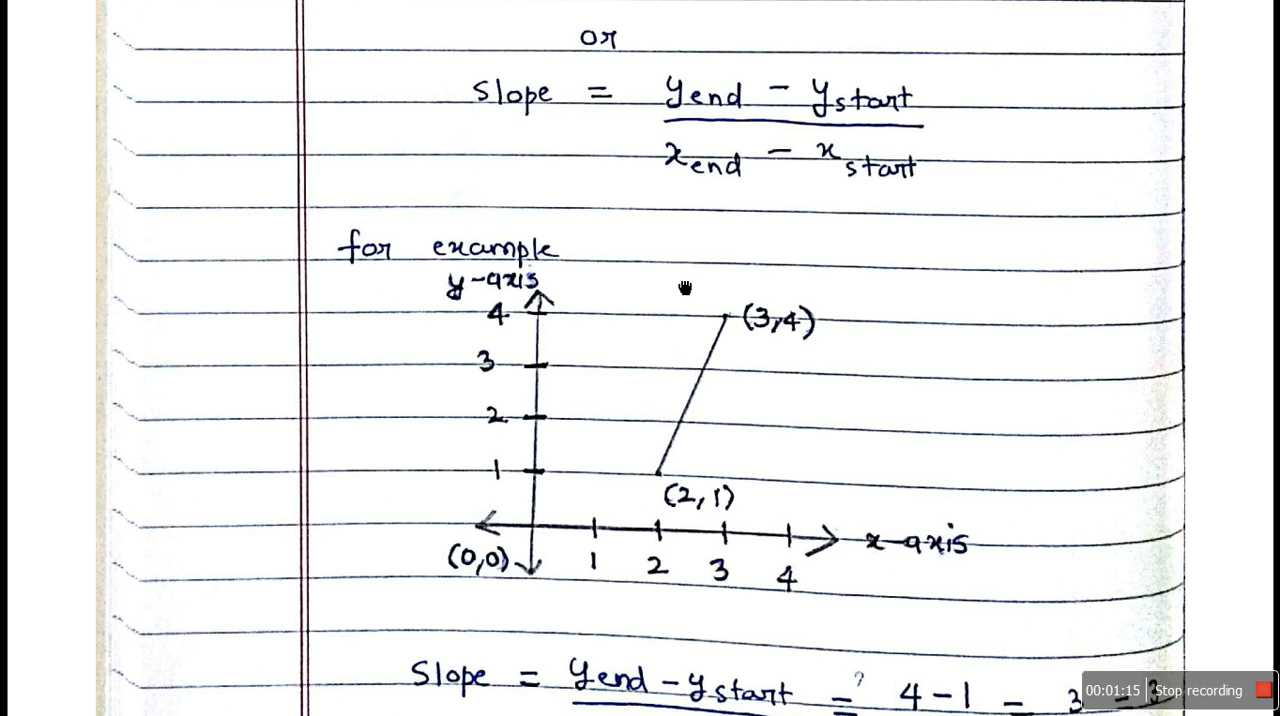 or
Slope = yend - ystart
xend - xstart
for example
y-axis
4 (3,4)
3
2
1
(2,1)
x-axis
(0,0) 1 2 3 4
Slope = yend - ystart = ? 4-1 = 3 = 3
00:01:15 Stop recording